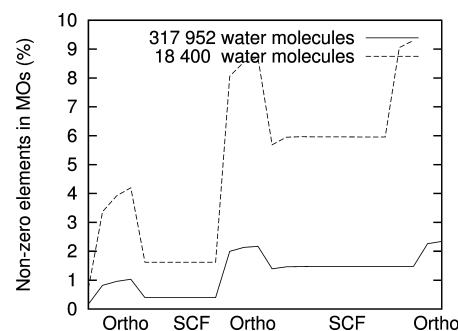 Non-zero elements in MOs (%)
10
9
8
7
6
5
4
3
2
1
0
317 952 water molecules
18 400 water molecules
Ortho SCF Ortho SCF Ortho